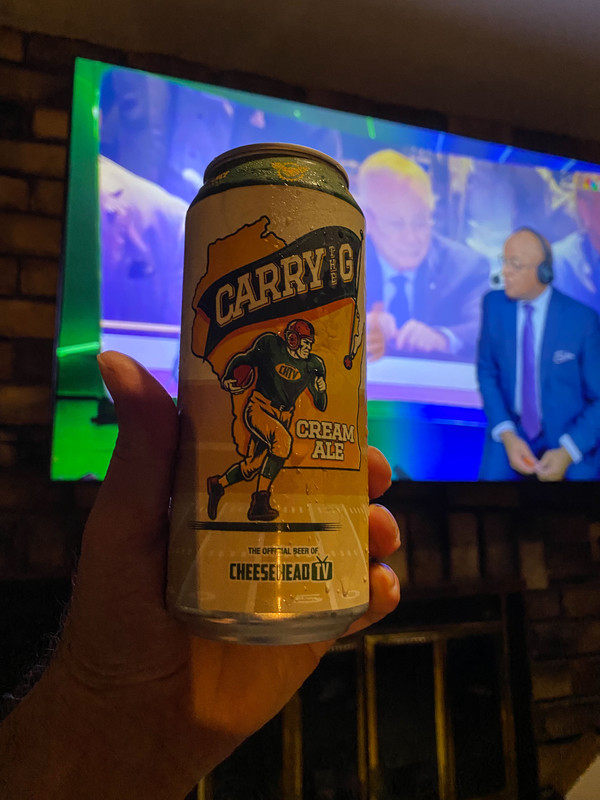 CARRY THE G
CHTV
CREAM
ALE
THE OFFICIAL BEER OF
CHEESEHEAD TV